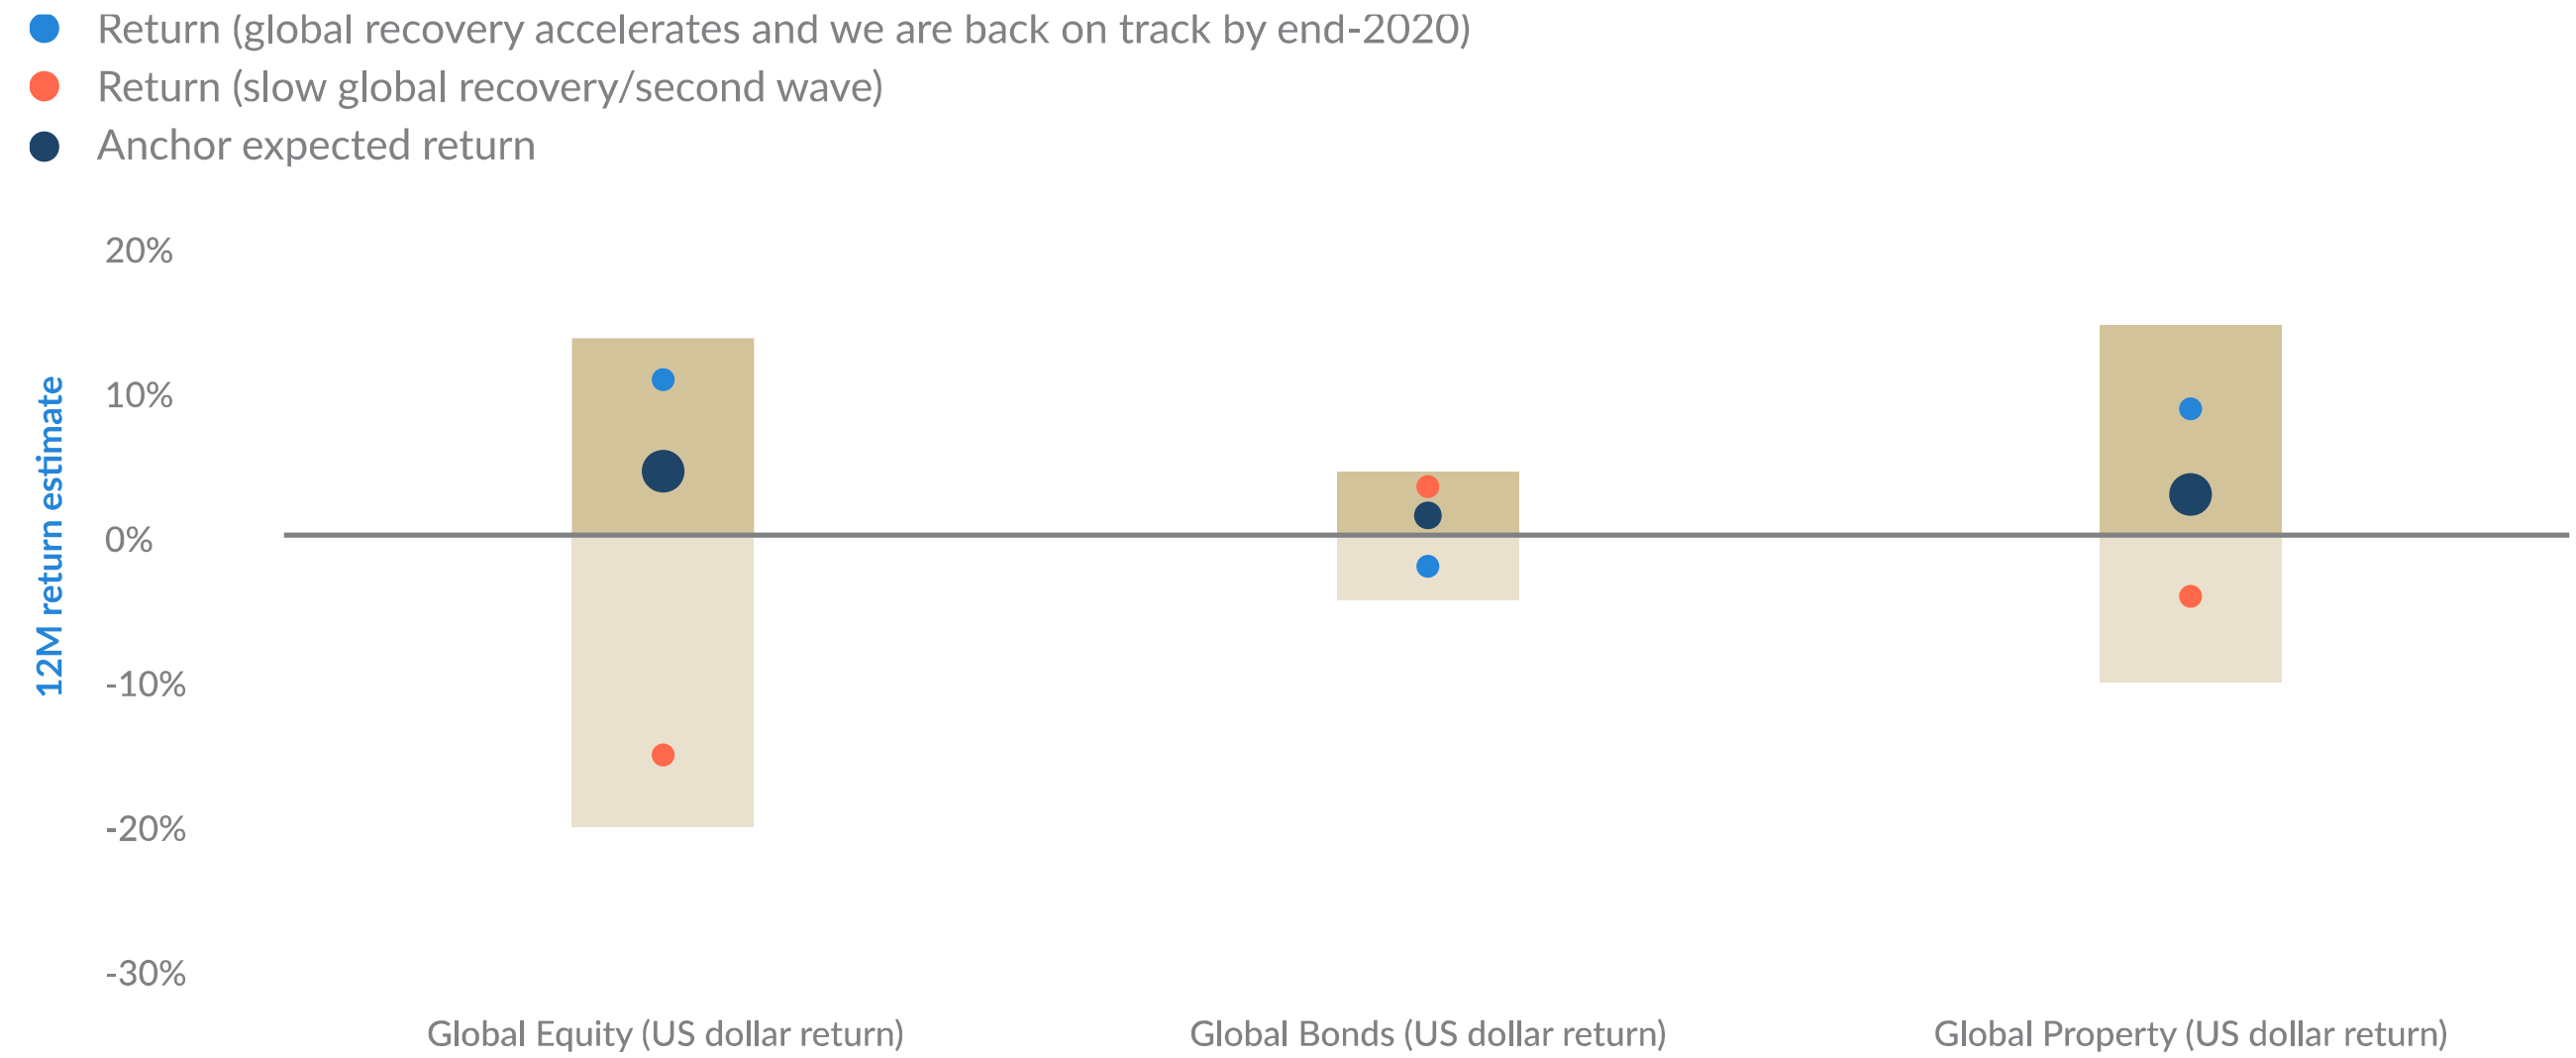 Return (global recovery accelerates and we are back on track by end-2020)
Return (slow global recovery/second wave)
Anchor expected return
20%
10%
0%
-10%
-20%
-30%
12M return estimate
Global Equity (US dollar return)
Global Bonds (US dollar return)
Global Property (US dollar return)